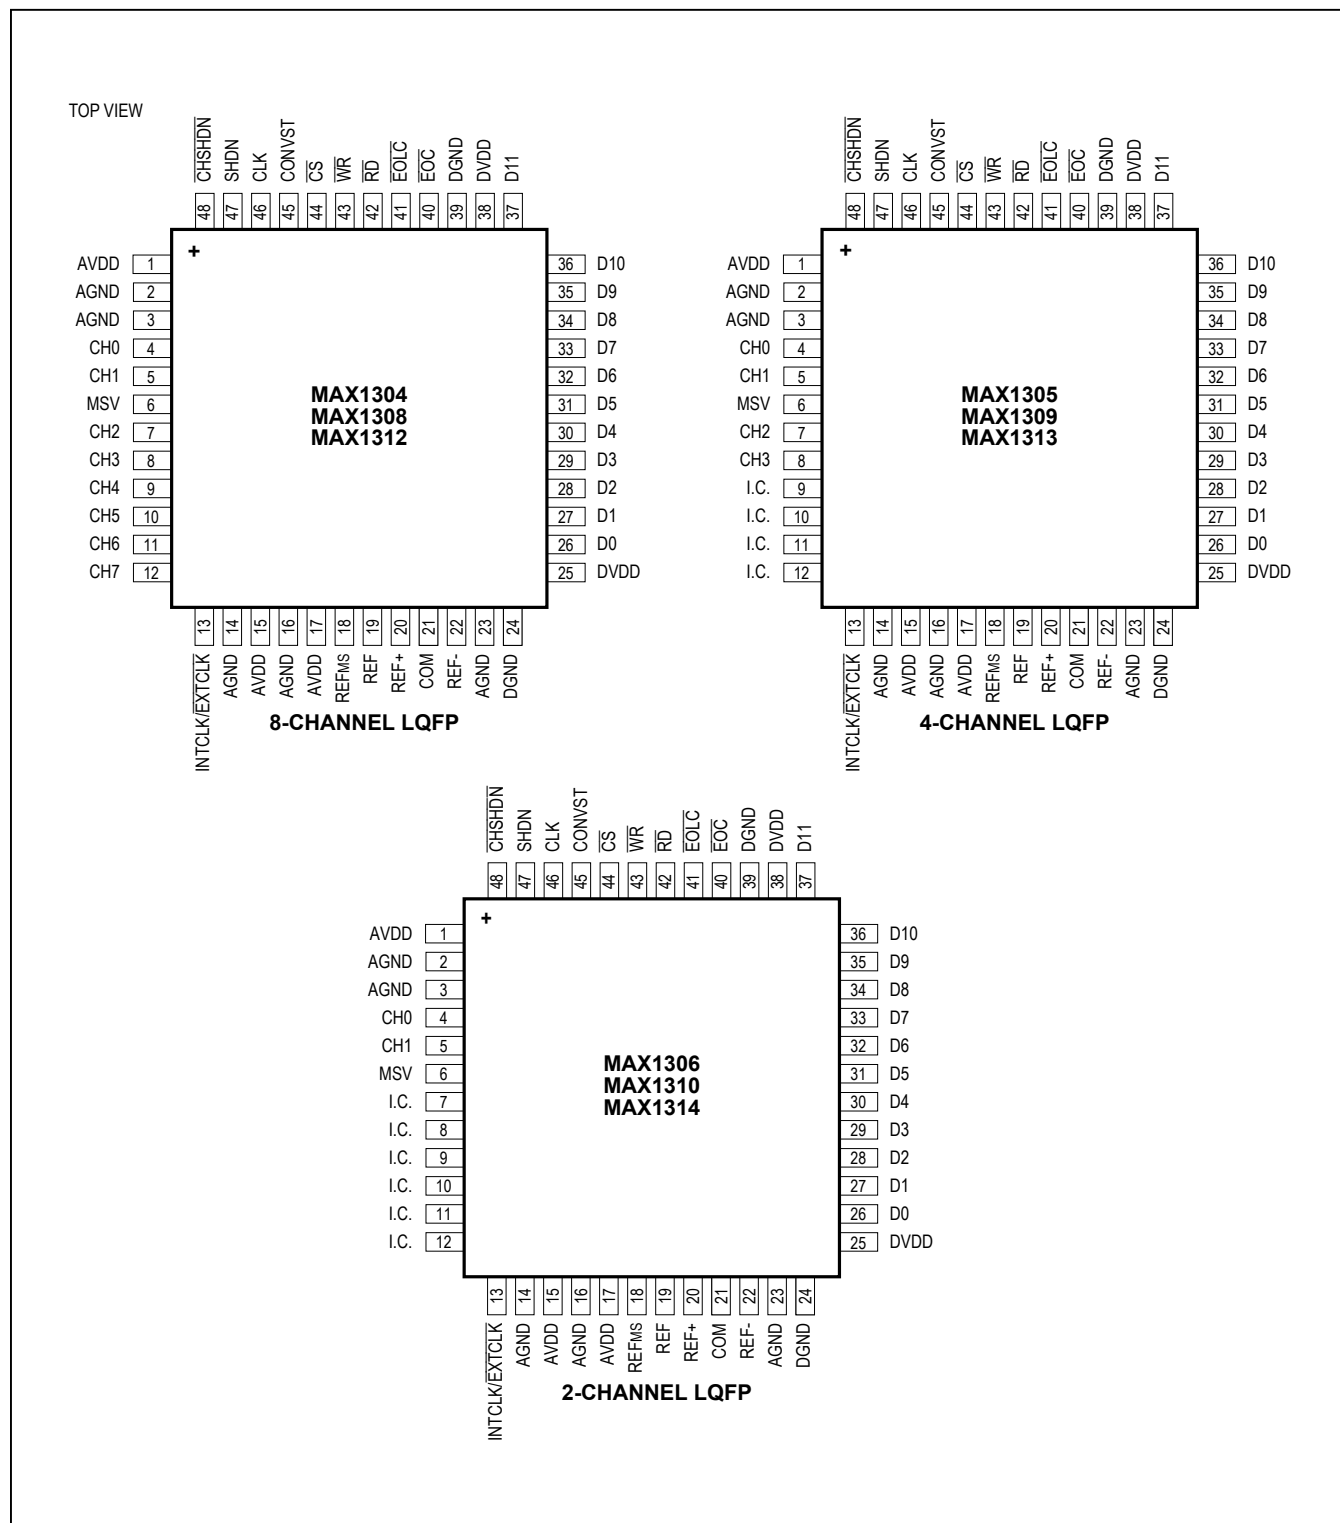 TOP VIEW
CHSHDN SHDN CLK CONVST CS WR RD EOLC EOC DGND DVDD D11
48 47 46 45 44 43 42 41 40 39 38 37
+
AVDD 1 36 D10
AGND 2 35 D9
AGND 3 34 D8
CH0 4 33 D7
CH1 5 32 D6
MSV 6 31 D5
CH2 7 30 D4
CH3 8 29 D3
CH4 9 28 D2
CH5 10 27 D1
CH6 11 26 D0
CH7 12 25 DVDD
MAX1304
MAX1308
MAX1312
13 14 15 16 17 18 19 20 21 22 23 24
INTCLK/EXTCLK AGND AVDD AGND AVDD REFMS REF REF+ COM REF- AGND DGND
8-CHANNEL LQFP
CHSHDN SHDN CLK CONVST CS WR RD EOLC EOC DGND DVDD D11
48 47 46 45 44 43 42 41 40 39 38 37
+
AVDD 1 36 D10
AGND 2 35 D9
AGND 3 34 D8
CH0 4 33 D7
CH1 5 32 D6
MSV 6 31 D5
CH2 7 30 D4
CH3 8 29 D3
I.C. 9 28 D2
I.C. 10 27 D1
I.C. 11 26 D0
I.C. 12 25 DVDD
MAX1305
MAX1309
MAX1313
13 14 15 16 17 18 19 20 21 22 23 24
INTCLK/EXTCLK AGND AVDD AGND AVDD REFMS REF REF+ COM REF- AGND DGND
4-CHANNEL LQFP
CHSHDN SHDN CLK CONVST CS WR RD EOLC EOC DGND DVDD D11
48 47 46 45 44 43 42 41 40 39 38 37
+
AVDD 1 36 D10
AGND 2 35 D9
AGND 3 34 D8
CH0 4 33 D7
CH1 5 32 D6
MSV 6 31 D5
I.C. 7 30 D4
I.C. 8 29 D3
I.C. 9 28 D2
I.C. 10 27 D1
I.C. 11 26 D0
I.C. 12 25 DVDD
MAX1306
MAX1310
MAX1314
13 14 15 16 17 18 19 20 21 22 23 24
INTCLK/EXTCLK AGND AVDD AGND AVDD REFMS REF REF+ COM REF- AGND DGND
2-CHANNEL LQFP